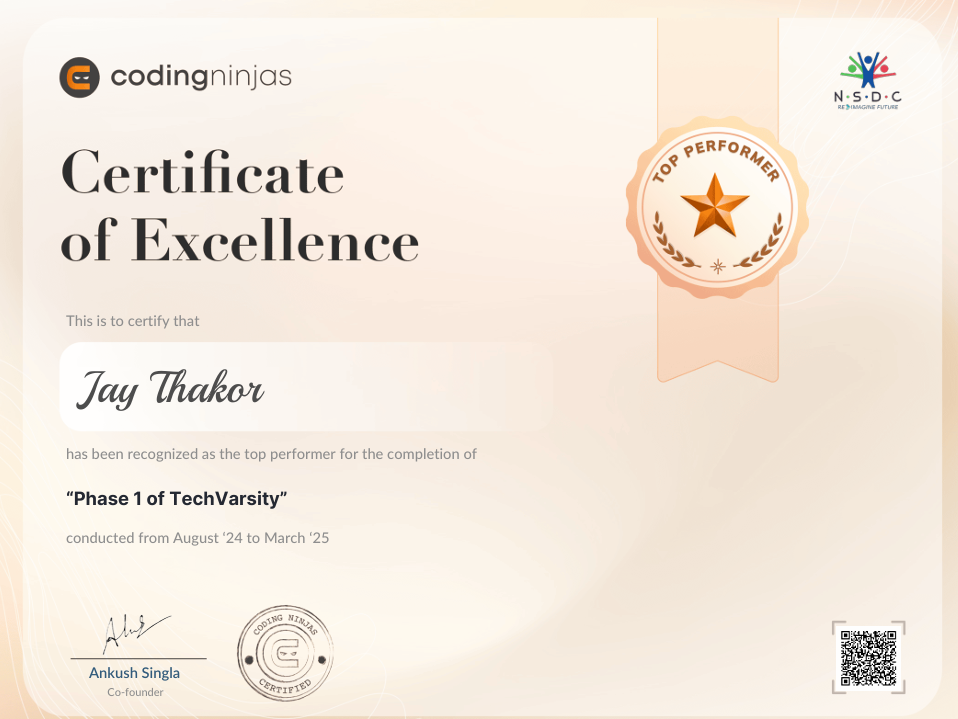 codingninjas
N·S·D·C
RE IMAGINE FUTURE
TOP PERFORMER
Certificate
of Excellence
This is to certify that
Jay Thakor
has been recognized as the top performer for the completion of
“Phase 1 of TechVarsity”
conducted from August ‘24 to March ‘25
CODING NINJAS
CERTIFIED
Ankush Singla
Co-founder